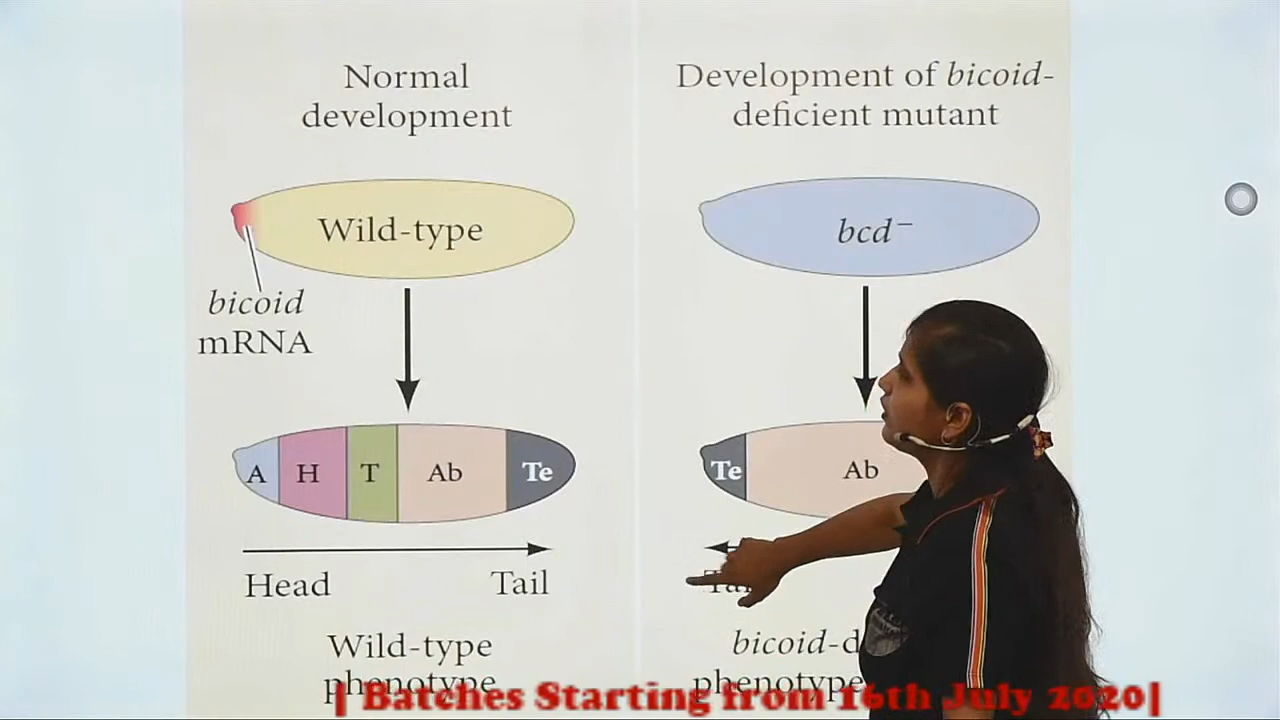 Normal
development
Wild-type
bicoid
mRNA
A H T Ab Te
Head Tail
Wild-type
phenotype
Development of bicoid-
deficient mutant
bcd⁻
Te Ab
bicoid-d
phenotype
| Batches Starting from 16th July 2020|